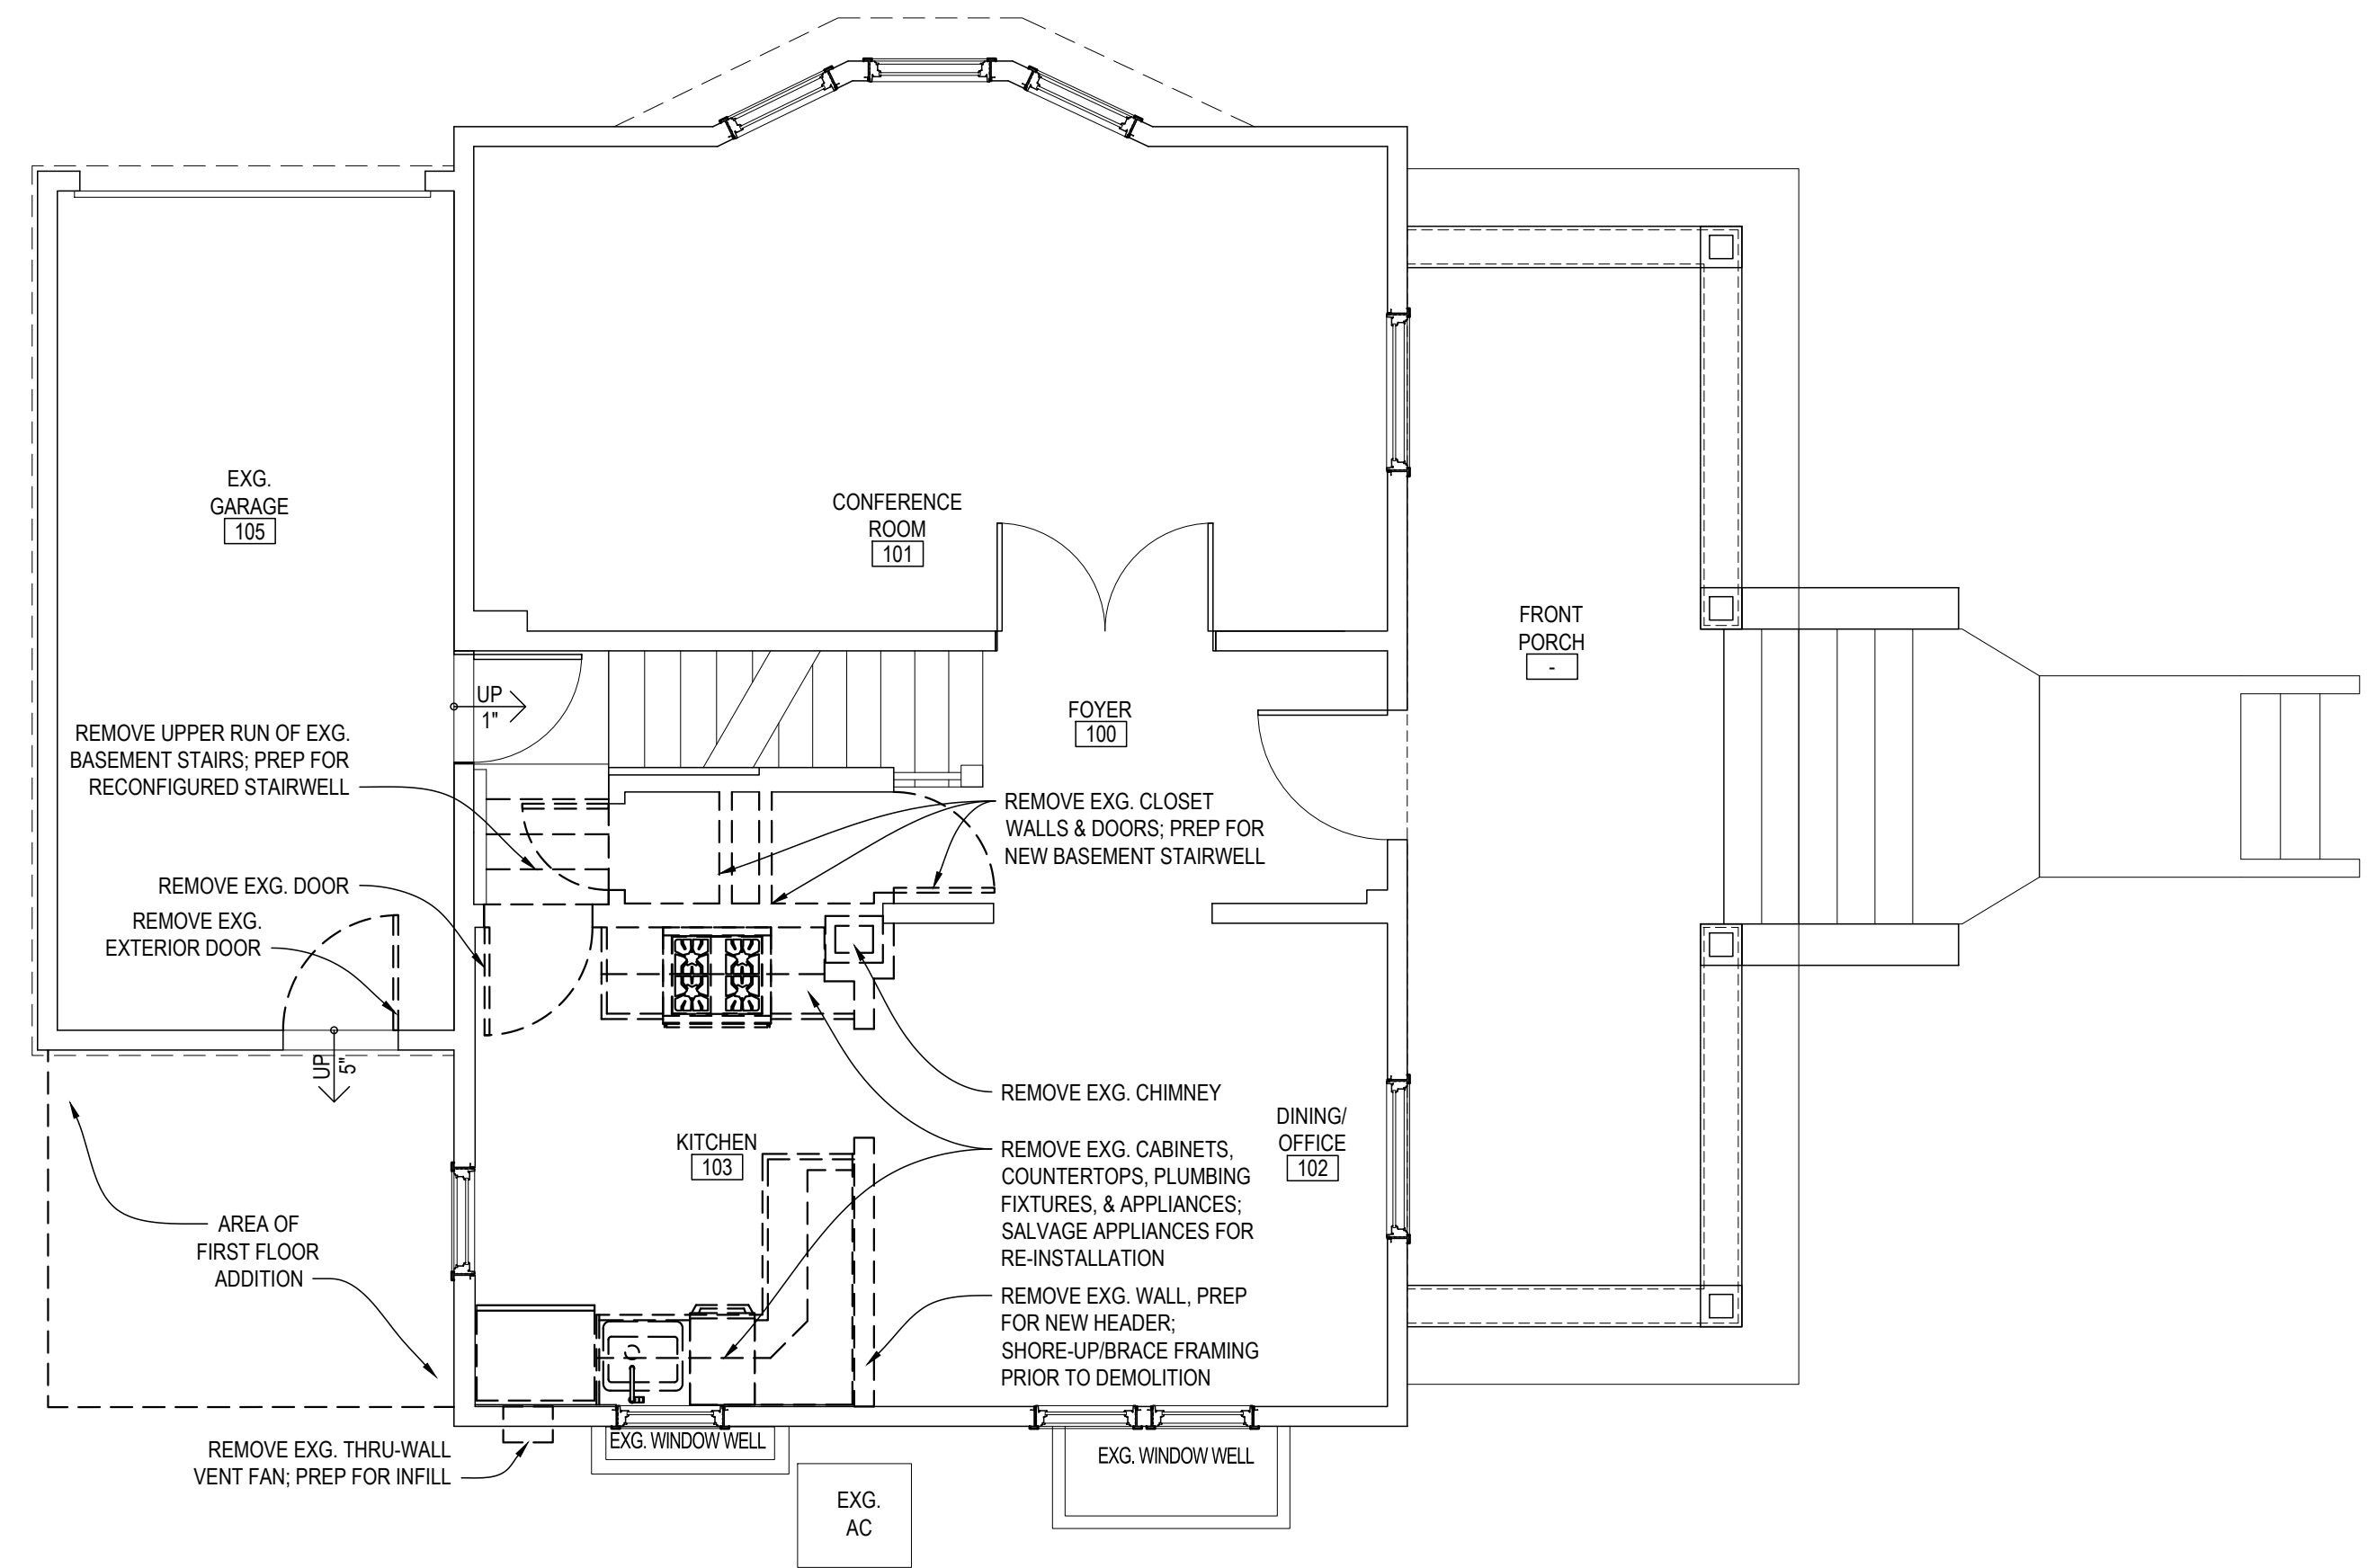 EXG.
GARAGE
105
CONFERENCE
ROOM
101
FRONT
PORCH
-
UP
1"
FOYER
100
REMOVE UPPER RUN OF EXG.
BASEMENT STAIRS; PREP FOR
RECONFIGURED STAIRWELL
REMOVE EXG. CLOSET
WALLS & DOORS; PREP FOR
NEW BASEMENT STAIRWELL
REMOVE EXG. DOOR
REMOVE EXG.
EXTERIOR DOOR
UP
5"
REMOVE EXG. CHIMNEY
DINING/
OFFICE
102
KITCHEN
103
REMOVE EXG. CABINETS,
COUNTERTOPS, PLUMBING
FIXTURES, & APPLIANCES;
SALVAGE APPLIANCES FOR
RE-INSTALLATION
AREA OF
FIRST FLOOR
ADDITION
REMOVE EXG. WALL, PREP
FOR NEW HEADER;
SHORE-UP/BRACE FRAMING
PRIOR TO DEMOLITION
REMOVE EXG. THRU-WALL
VENT FAN; PREP FOR INFILL
EXG. WINDOW WELL
EXG. WINDOW WELL
EXG.
AC